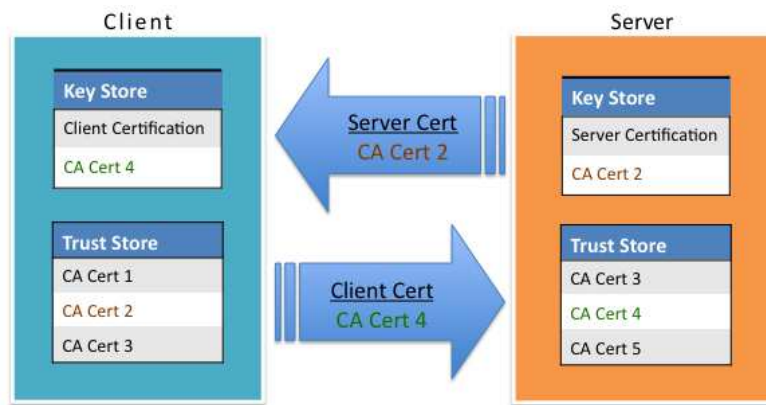 Client
Key Store
Client Certification
CA Cert 4
Trust Store
CA Cert 1
CA Cert 2
CA Cert 3
Server Cert
CA Cert 2
Client Cert
CA Cert 4
Server
Key Store
Server Certification
CA Cert 2
Trust Store
CA Cert 3
CA Cert 4
CA Cert 5